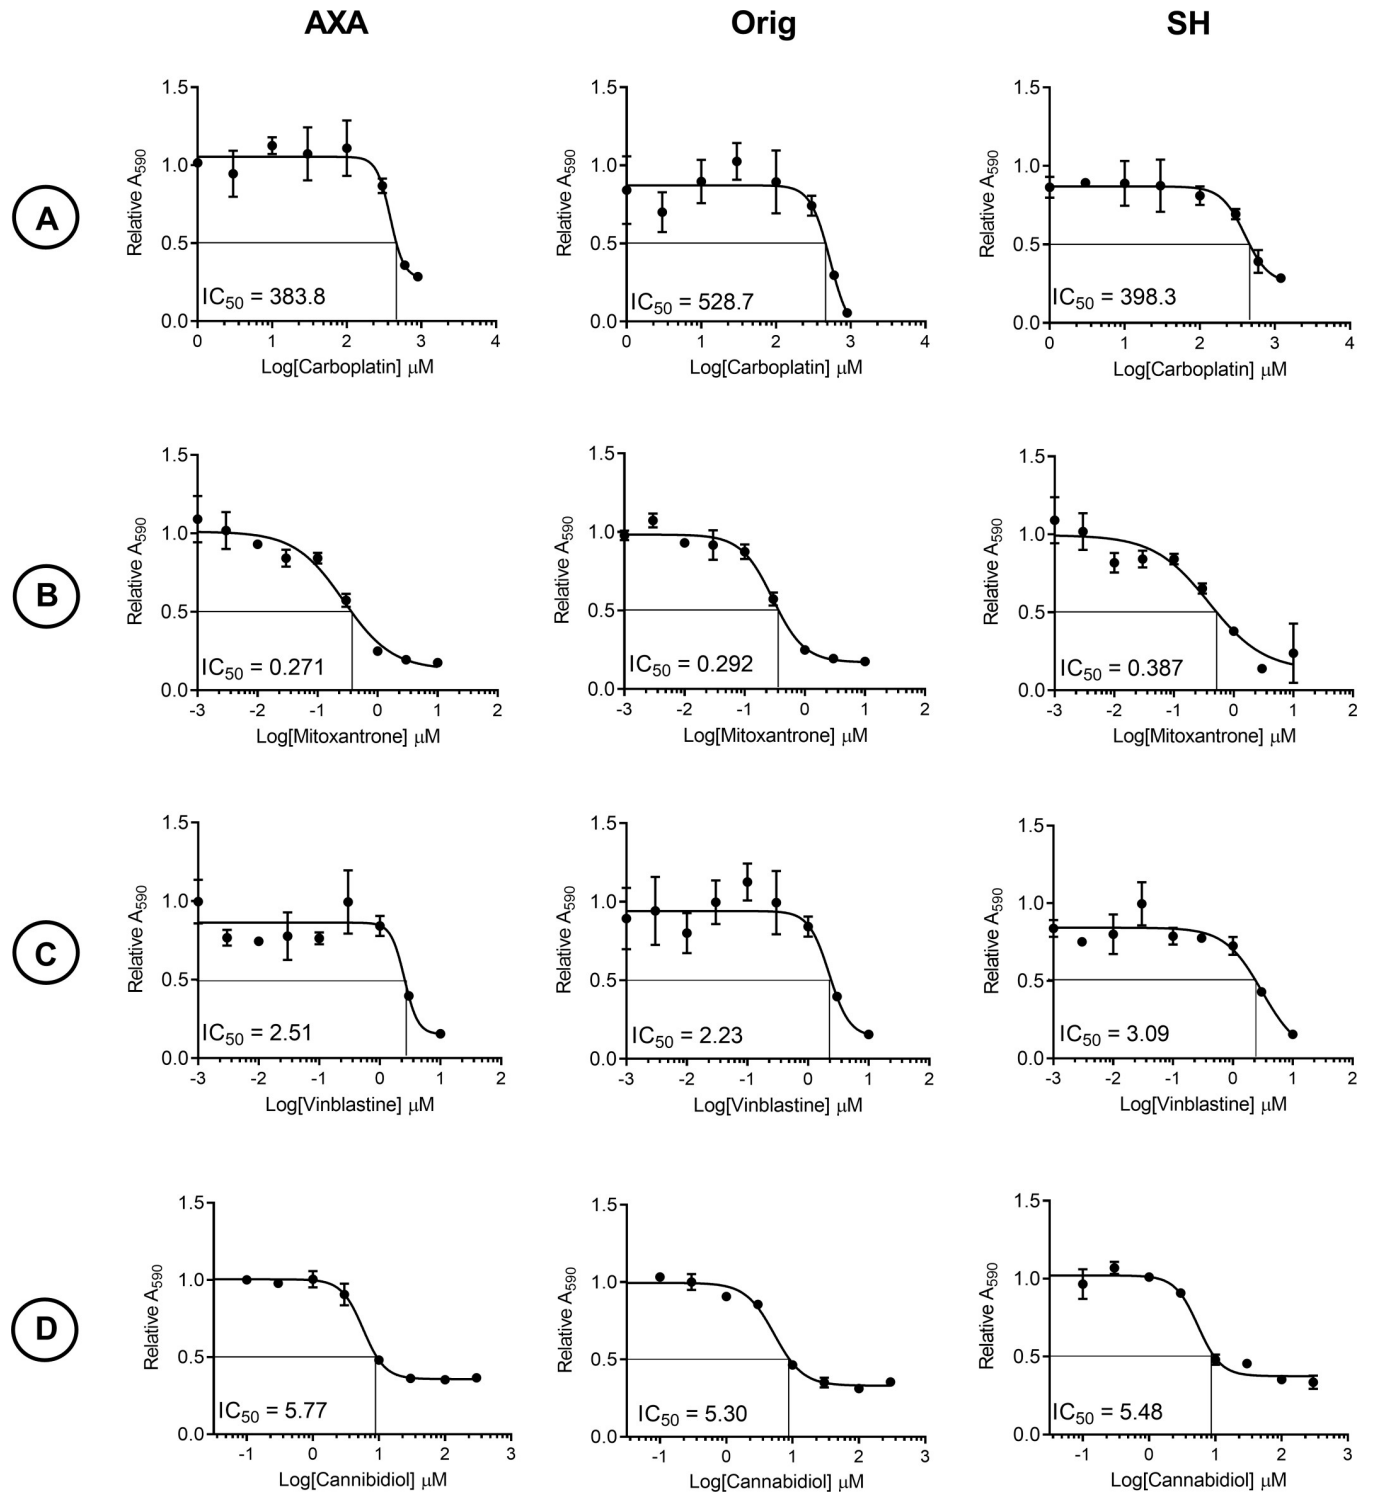 AXA Orig SH
A
1.5 1.0 0.5 0.0
Relative A590
IC50 = 383.8
0 1 2 3 4
Log[Carboplatin] μM
1.5 1.0 0.5 0.0
Relative A590
IC50 = 528.7
0 1 2 3 4
Log[Carboplatin] μM
1.5 1.0 0.5 0.0
Relative A590
IC50 = 398.3
0 1 2 3 4
Log[Carboplatin] μM
B
1.5 1.0 0.5 0.0
Relative A590
IC50 = 0.271
-3 -2 -1 0 1 2
Log[Mitoxantrone] μM
1.5 1.0 0.5 0.0
Relative A590
IC50 = 0.292
-3 -2 -1 0 1 2
Log[Mitoxantrone] μM
1.5 1.0 0.5 0.0
Relative A590
IC50 = 0.387
-3 -2 -1 0 1 2
Log[Mitoxantrone] μM
C
1.5 1.0 0.5 0.0
Relative A590
IC50 = 2.51
-3 -2 -1 0 1 2
Log[Vinblastine] μM
1.5 1.0 0.5 0.0
Relative A590
IC50 = 2.23
-3 -2 -1 0 1 2
Log[Vinblastine] μM
1.5 1.0 0.5 0.0
Relative A590
IC50 = 3.09
-3 -2 -1 0 1 2
Log[Vinblastine] μM
D
1.5 1.0 0.5 0.0
Relative A590
IC50 = 5.77
-1 0 1 2 3
Log[Cannibidiol] μM
1.5 1.0 0.5 0.0
Relative A590
IC50 = 5.30
-1 0 1 2 3
Log[Cannabidiol] μM
1.5 1.0 0.5 0.0
Relative A590
IC50 = 5.48
-1 0 1 2 3
Log[Cannabidiol] μM